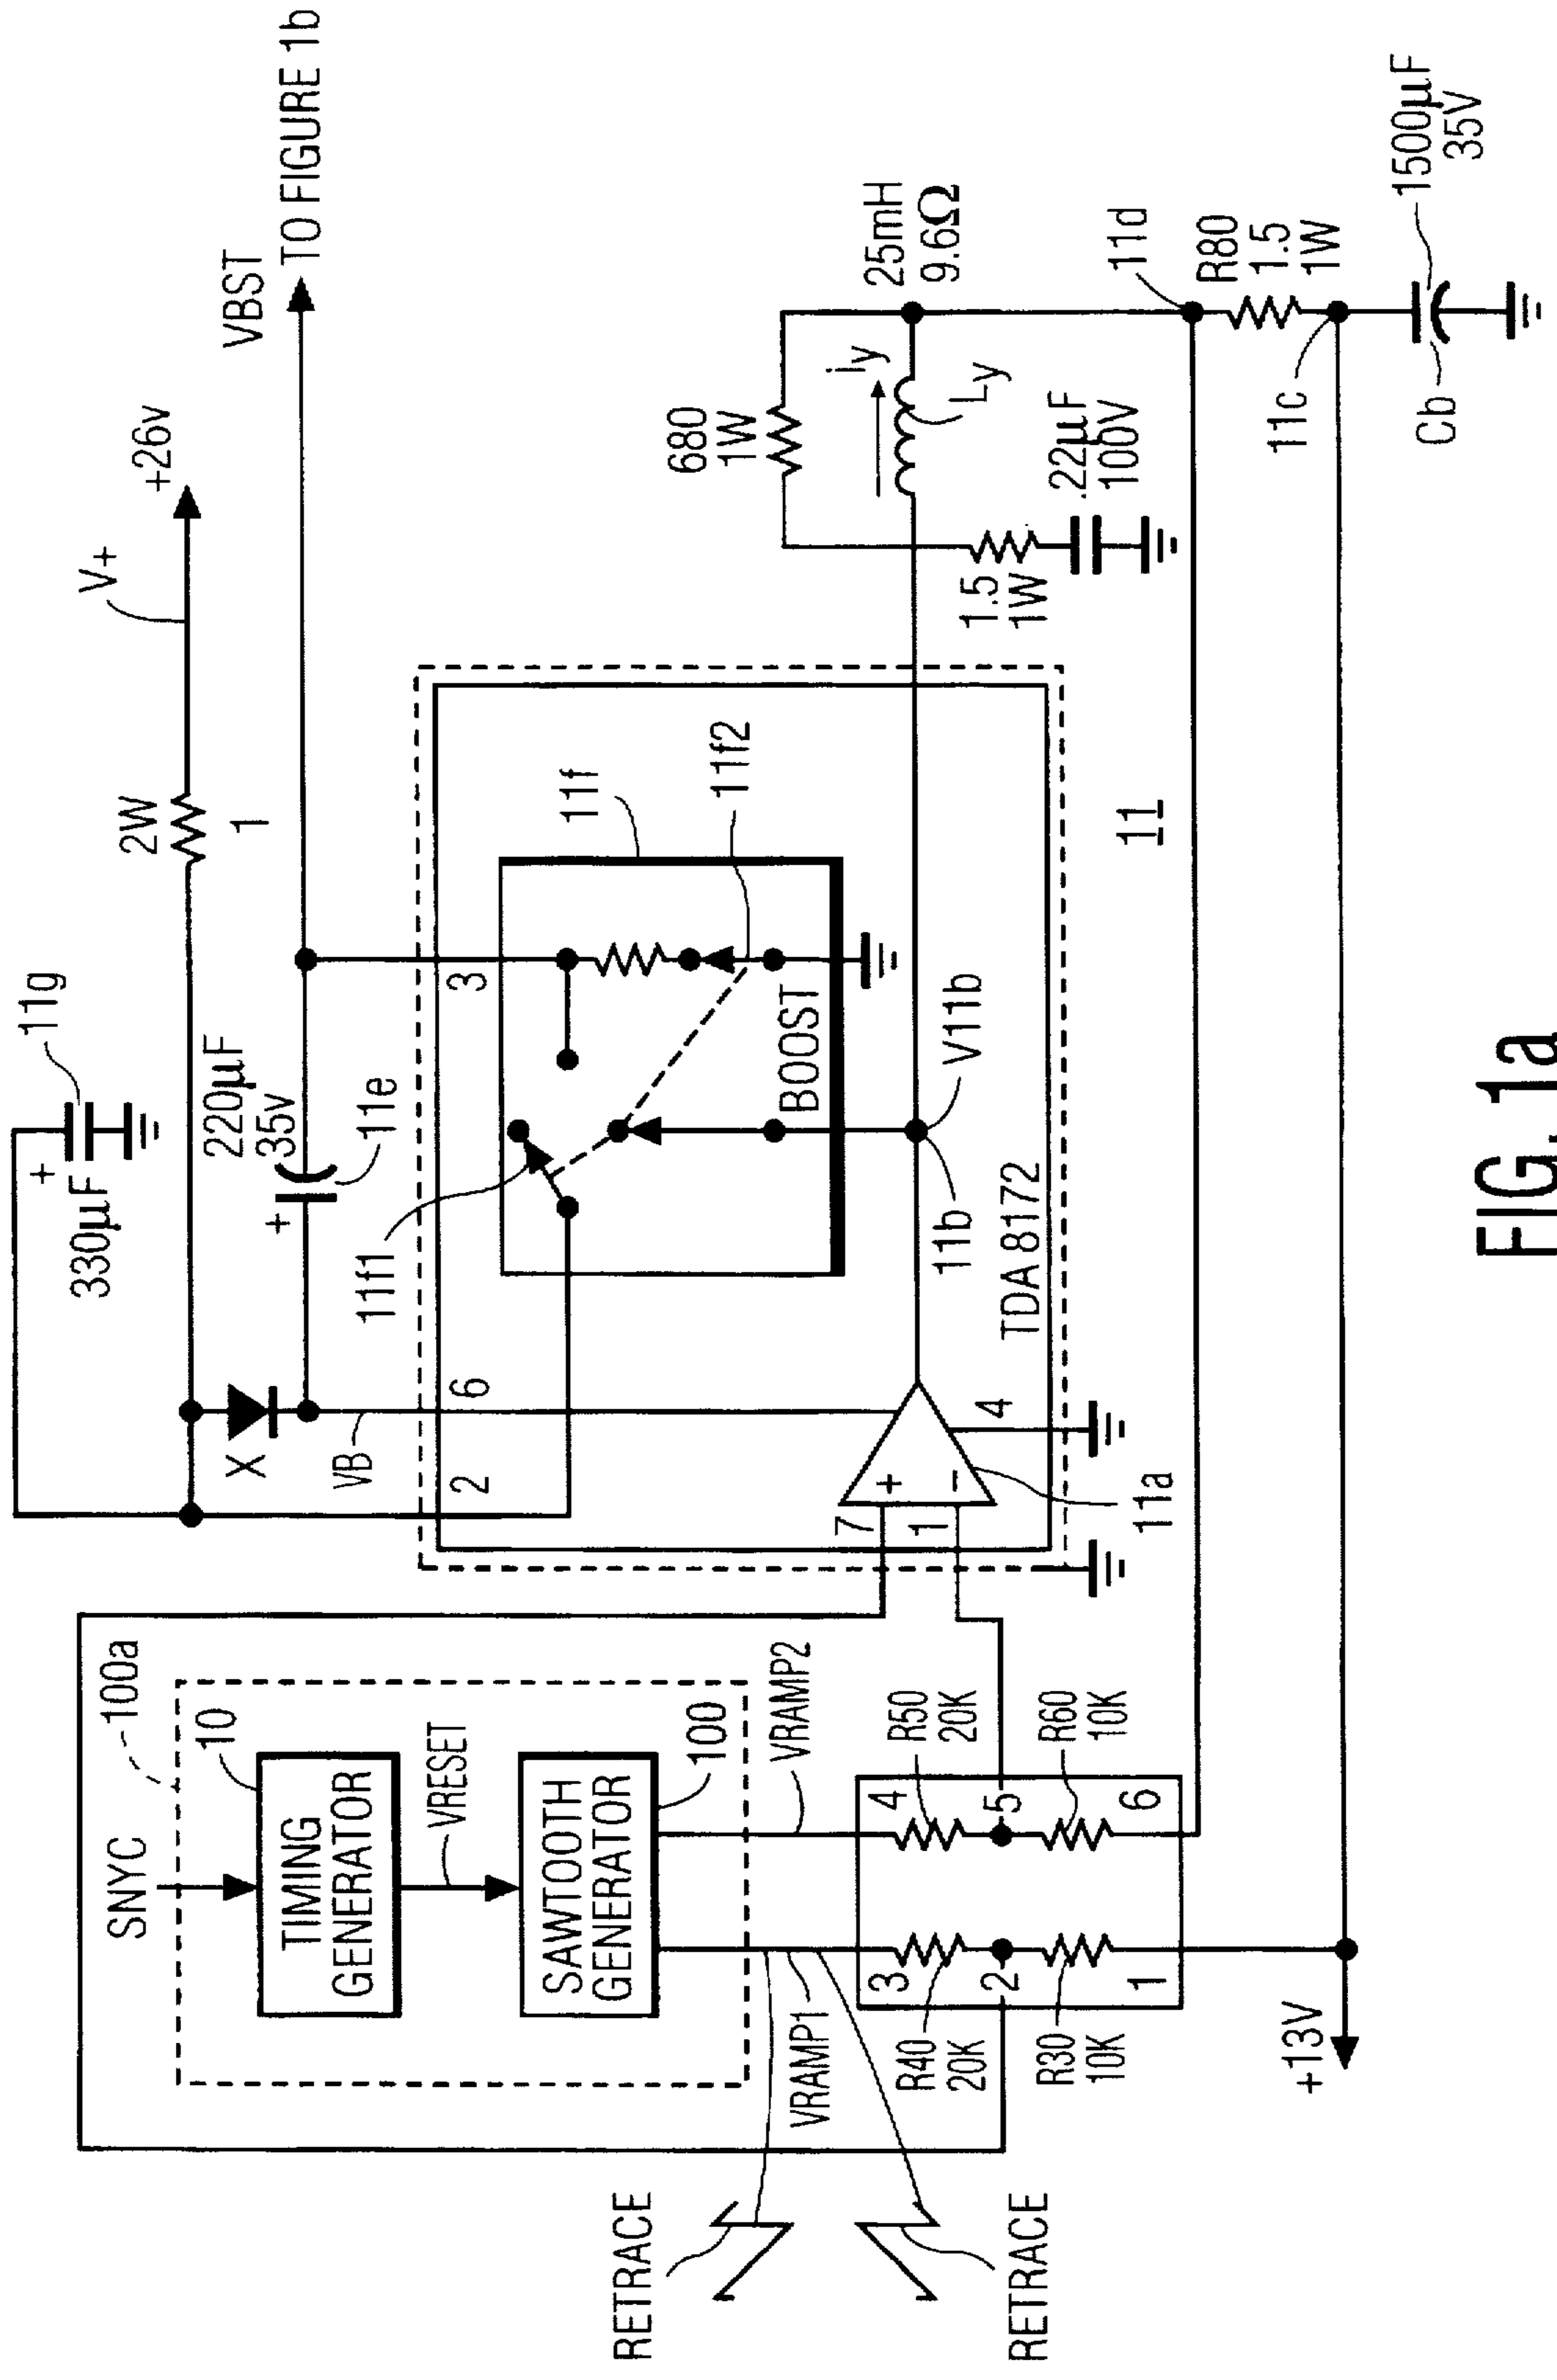 SNYC
100a
10
TIMING
GENERATOR
VRESET
SAWTOOTH
GENERATOR
100
VRAMP1
VRAMP2
RETRACE
RETRACE
R40
20K
R30
10K
R50
20K
R60
10K
3
2
1
4
5
6
+13V
+
330µF
11g
X
VB
2W
1
V+
+26v
+
220µF
35v
11e
VBST
TO FIGURE 1b
2
6
3
7
1
+
−
4
11a
11f1
11f
11f2
BOOST
11b
V11b
TDA 8172
11
680
1W
iy
Ly
25mH
9.6Ω
1.5
1W
.22µF
100V
11d
R80
1.5
1W
11c
Cb
1500µF
35V
FIG. 1a